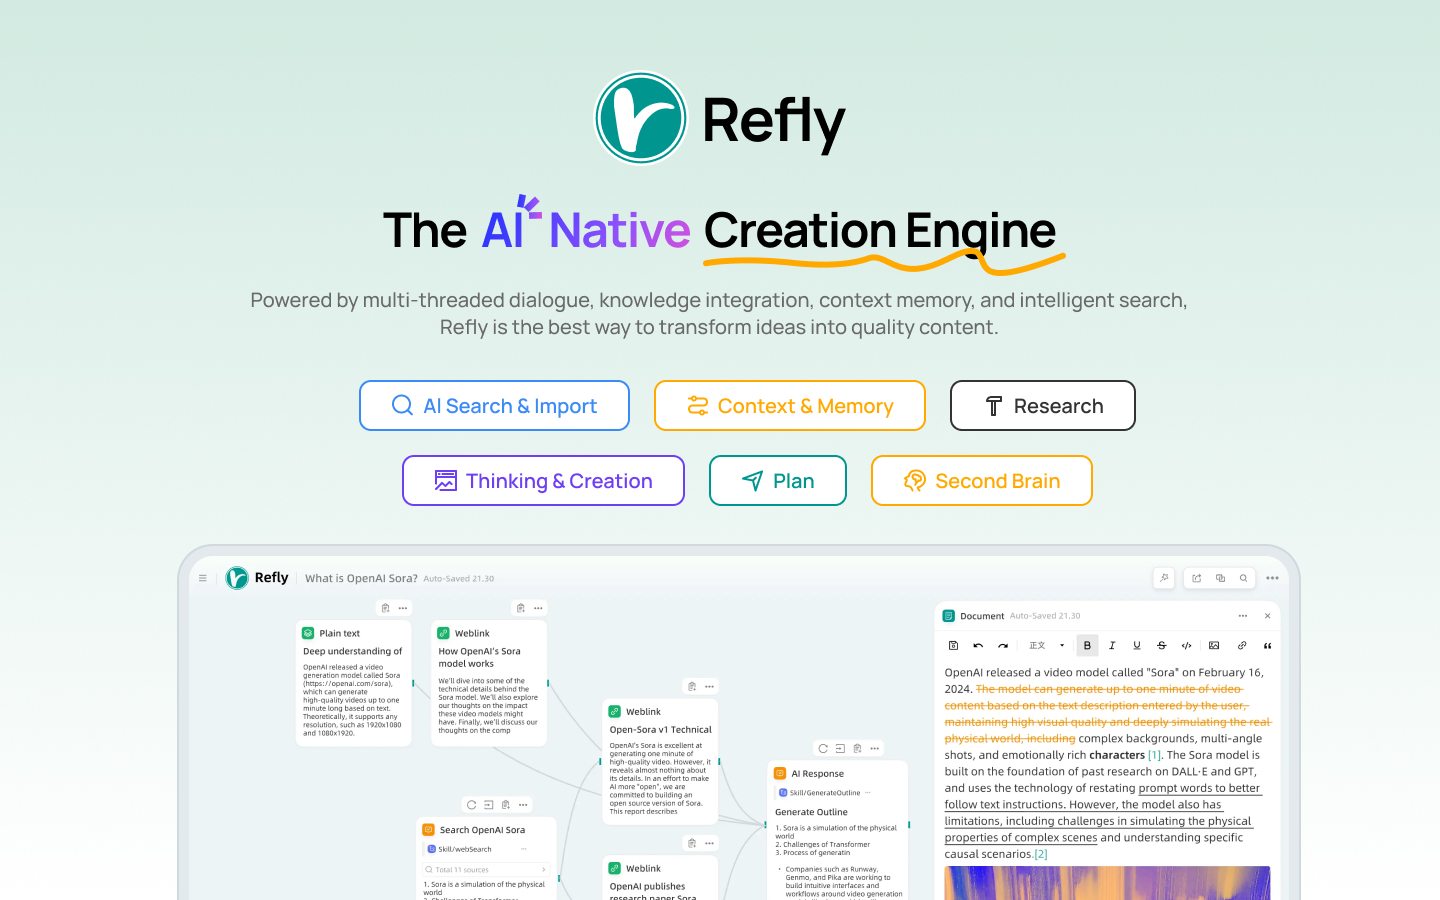 Refly
The AI Native Creation Engine
Powered by multi-threaded dialogue, knowledge integration, context memory, and intelligent search,
Refly is the best way to transform ideas into quality content.
AI Search & Import
Context & Memory
Research
Thinking & Creation
Plan
Second Brain
Refly
What is OpenAI Sora?
Auto-Saved 21.30
Plain text
Deep understanding of
OpenAI released a video
generation model called Sora
(https://openai.com/sora),
which can generate
high-quality videos up to one
minute long based on text.
Theoretically, it supports any
resolution, such as 1920x1080
and 1080x1920.
Weblink
How OpenAI's Sora
model works
We'll dive into some of the
technical details behind the
Sora model. We'll also explore
our thoughts on the impact
these video models might
have. Finally, we'll discuss our
thoughts on the comp
Weblink
Open-Sora v1 Technical
OpenAI's Sora is excellent at
generating one minute of
high-quality video. However, it
reveals almost nothing about
its details. In an effort to make
AI more "open", we are
committed to building an
open source version of Sora.
This report describes
Search OpenAI Sora
Skill/webSearch
Total 11 sources
1. Sora is a simulation of the physical
world
2. Challenges of Transformer
Weblink
OpenAI publishes
research paper Sora
AI Response
Skill/GenerateOutline
Generate Outline
1. Sora is a simulation of the physical
world
2. Challenges of Transformer
3. Process of generatin
• Companies such as Runway,
Genmo, and Pika are working to
build intuitive interfaces and
workflows around video generation
Document
Auto-Saved 21.30
正文
B I U S </>
OpenAI released a video model called "Sora" on February 16,
2024. The model can generate up to one minute of video
content based on the text description entered by the user,
maintaining high visual quality and deeply simulating the real
physical world, including complex backgrounds, multi-angle
shots, and emotionally rich characters [1]. The Sora model is
built on the foundation of past research on DALL·E and GPT,
and uses the technology of restating prompt words to better
follow text instructions. However, the model also has
limitations, including challenges in simulating the physical
properties of complex scenes and understanding specific
causal scenarios.[2]